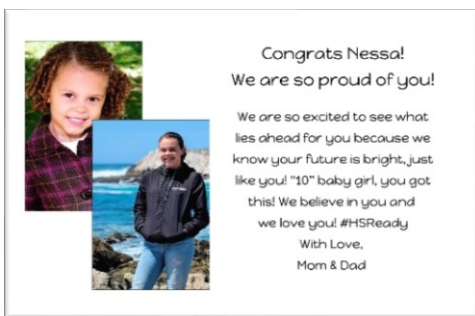 Congrats Nessa!
We are so proud of you!
We are so excited to see what
lies ahead for you because we
know your future is bright, just
like you! "10" baby girl, you got
this! We believe in you and
we love you! #HSReady
With Love,
Mom & Dad